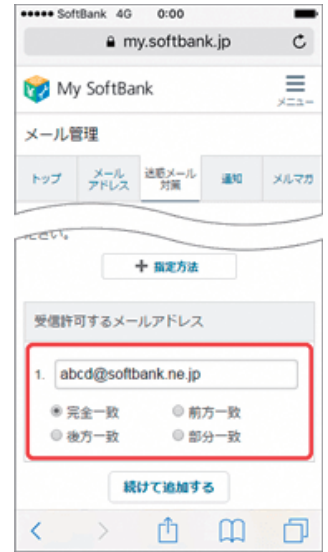 SoftBank 4G 0:00
my.softbank.jp
My SoftBank
メニュー
メール管理
トップ
メール
アドレス
迷惑メール
対策
通知
メルマガ
ださい。
+ 指定方法
受信許可するメールアドレス
1. abcd@softbank.ne.jp
完全一致 前方一致
後方一致 部分一致
続けて追加する